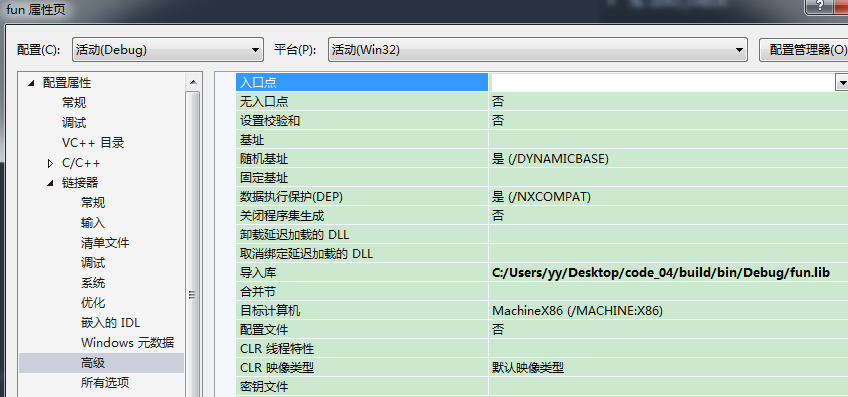 fun 属性页
?
配置(C): 活动(Debug) 平台(P): 活动(Win32) 配置管理器(O)
配置属性
常规
调试
VC++ 目录
C/C++
链接器
常规
输入
清单文件
调试
系统
优化
嵌入的 IDL
Windows 元数据
高级
所有选项
入口点
无入口点 否
设置校验和 否
基址
随机基址 是 (/DYNAMICBASE)
固定基址
数据执行保护(DEP) 是 (/NXCOMPAT)
关闭程序集生成 否
卸载延迟加载的 DLL
取消绑定延迟加载的 DLL
导入库 C:/Users/yy/Desktop/code_04/build/bin/Debug/fun.lib
合并节
目标计算机 MachineX86 (/MACHINE:X86)
配置文件 否
CLR 线程特性
CLR 映像类型 默认映像类型
密钥文件